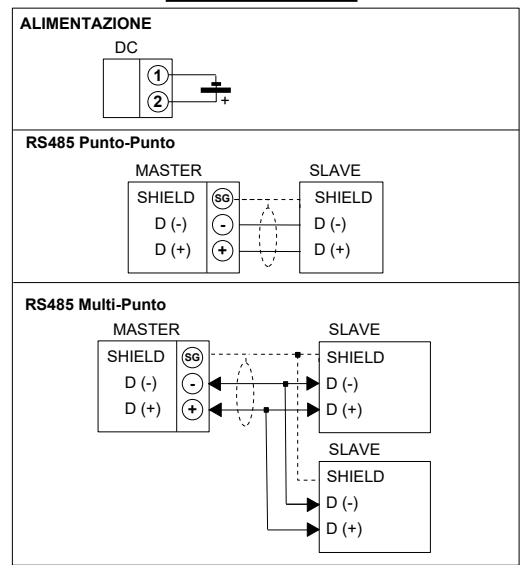 ALIMENTAZIONE
DC
1
2
+
RS485 Punto-Punto
MASTER SLAVE
SHIELD SG SHIELD
D (-) - D (-)
D (+) + D (+)
RS485 Multi-Punto
MASTER SLAVE
SHIELD SG SHIELD
D (-) - D (-)
D (+) + D (+)
SLAVE
SHIELD
D (-)
D (+)